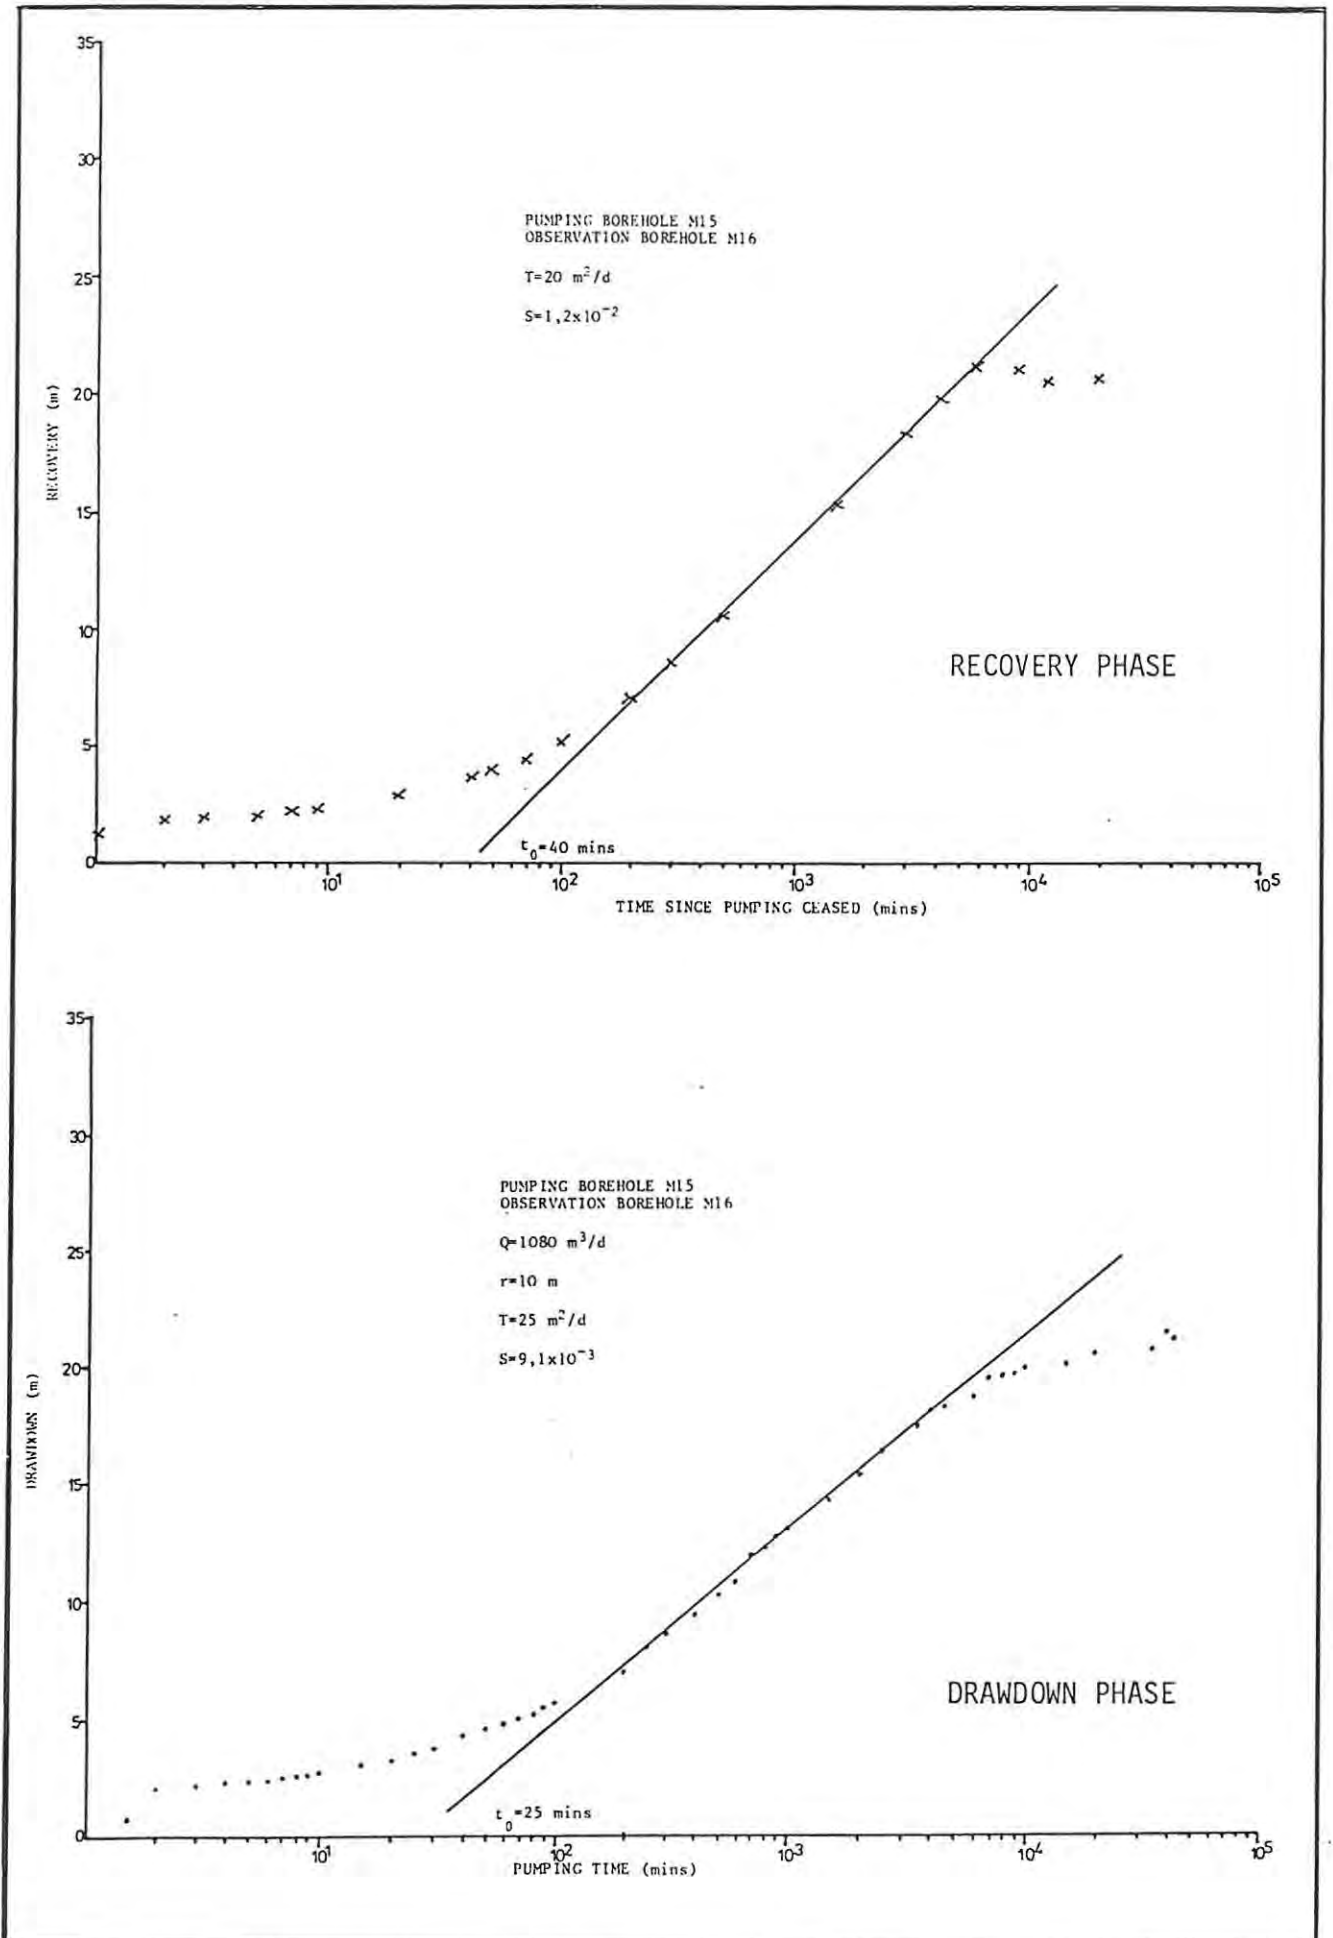 35
30
25
20
15
10
5
0
RECOVERY (m)
PUMPING BOREHOLE M15
OBSERVATION BOREHOLE M16
T=20 m²/d
S=1,2x10⁻²
RECOVERY PHASE
t₀=40 mins
10¹ 10² 10³ 10⁴ 10⁵
TIME SINCE PUMPING CEASED (mins)
35
30
25
20
15
10
5
0
DRAWDOWN (m)
PUMPING BOREHOLE M15
OBSERVATION BOREHOLE M16
Q=1080 m³/d
r=10 m
T=25 m²/d
S=9,1x10⁻³
DRAWDOWN PHASE
t₀=25 mins
10¹ 10² 10³ 10⁴ 10⁵
PUMPING TIME (mins)